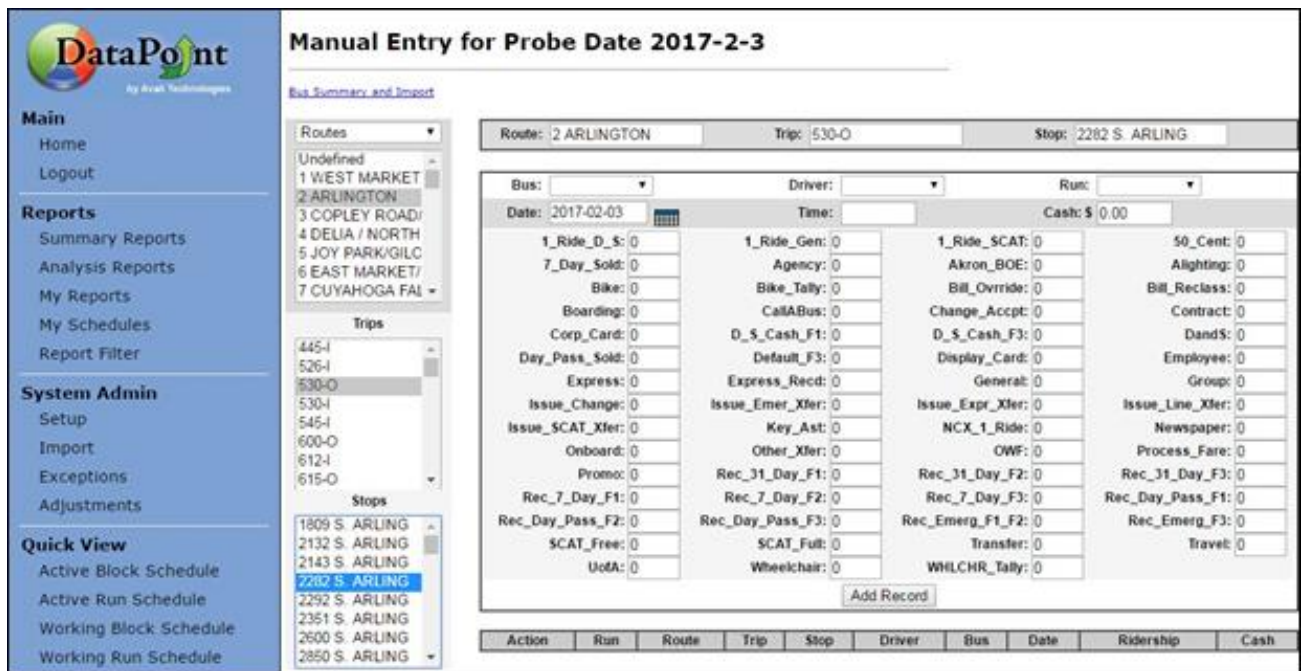 DataPoint
by Avail Technologies
Main
Home
Logout
Reports
Summary Reports
Analysis Reports
My Reports
My Schedules
Report Filter
System Admin
Setup
Import
Exceptions
Adjustments
Quick View
Active Block Schedule
Active Run Schedule
Working Block Schedule
Working Run Schedule
Manual Entry for Probe Date 2017-2-3
Bus Summary and Import
Routes
Undefined
1 WEST MARKET
2 ARLINGTON
3 COPLEY ROAD/
4 DELIA / NORTH
5 JOY PARK/GILC
6 EAST MARKET/
7 CUYAHOGA FAL
Trips
445-I
526-I
530-O
530-I
545-I
600-O
612-I
615-O
Stops
1809 S. ARLING
2132 S. ARLING
2143 S. ARLING
2282 S. ARLING
2292 S. ARLING
2351 S. ARLING
2600 S. ARLING
2850 S. ARLING
Route: 2 ARLINGTON Trip: 530-O Stop: 2282 S. ARLING
Bus: Driver: Run:
Date: 2017-02-03 Time: Cash: $ 0.00
1_Ride_D_S: 0 1_Ride_Gen: 0 1_Ride_SCAT: 0 50_Cent: 0
7_Day_Sold: 0 Agency: 0 Akron_BOE: 0 Alighting: 0
Bike: 0 Bike_Tally: 0 Bill_Ovrride: 0 Bill_Reclass: 0
Boarding: 0 CallABus: 0 Change_Accpt: 0 Contract: 0
Corp_Card: 0 D_S_Cash_F1: 0 D_S_Cash_F3: 0 DandS: 0
Day_Pass_Sold: 0 Default_F3: 0 Display_Card: 0 Employee: 0
Express: 0 Express_Recd: 0 General: 0 Group: 0
Issue_Change: 0 Issue_Emer_Xfer: 0 Issue_Expr_Xfer: 0 Issue_Line_Xfer: 0
Issue_SCAT_Xfer: 0 Key_Ast: 0 NCX_1_Ride: 0 Newspaper: 0
Onboard: 0 Other_Xfer: 0 OWF: 0 Process_Fare: 0
Promo: 0 Rec_31_Day_F1: 0 Rec_31_Day_F2: 0 Rec_31_Day_F3: 0
Rec_7_Day_F1: 0 Rec_7_Day_F2: 0 Rec_7_Day_F3: 0 Rec_Day_Pass_F1: 0
Rec_Day_Pass_F2: 0 Rec_Day_Pass_F3: 0 Rec_Emerg_F1_F2: 0 Rec_Emerg_F3: 0
SCAT_Free: 0 SCAT_Full: 0 Transfer: 0 Travel: 0
UofA: 0 Wheelchair: 0 WHLCHR_Tally: 0
Add Record
Action Run Route Trip Stop Driver Bus Date Ridership Cash